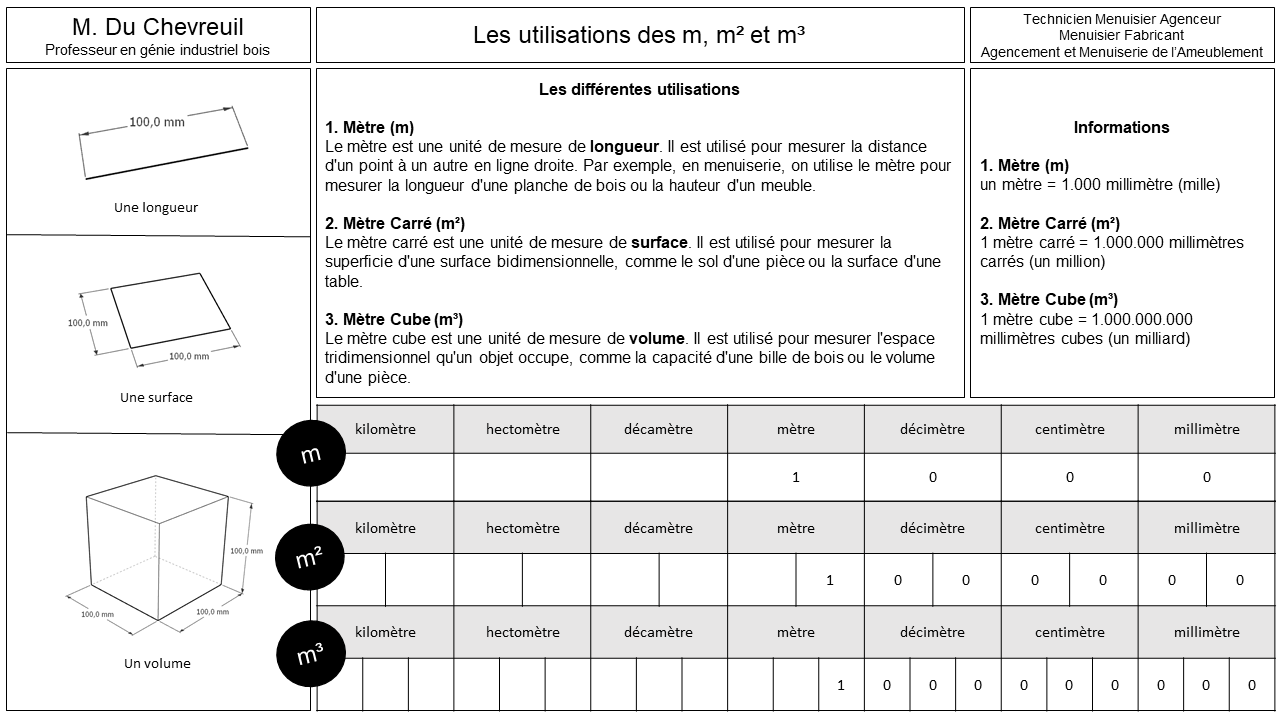 M. Du Chevreuil
Professeur en génie industriel bois
Les utilisations des m, m² et m³
Technicien Menuisier Agenceur
Menuisier Fabricant
Agencement et Menuiserie de l'Ameublement
100,0 mm
Une longueur
100,0 mm
100,0 mm
Une surface
100,0 mm
100,0 mm
100,0 mm
Un volume
Les différentes utilisations
1. Mètre (m)
Le mètre est une unité de mesure de longueur. Il est utilisé pour mesurer la distance
d'un point à un autre en ligne droite. Par exemple, en menuiserie, on utilise le mètre pour
mesurer la longueur d'une planche de bois ou la hauteur d'un meuble.
2. Mètre Carré (m²)
Le mètre carré est une unité de mesure de surface. Il est utilisé pour mesurer la
superficie d'une surface bidimensionnelle, comme le sol d'une pièce ou la surface d'une
table.
3. Mètre Cube (m³)
Le mètre cube est une unité de mesure de volume. Il est utilisé pour mesurer l'espace
tridimensionnel qu'un objet occupe, comme la capacité d'une bille de bois ou le volume
d'une pièce.
Informations
1. Mètre (m)
un mètre = 1.000 millimètre (mille)
2. Mètre Carré (m²)
1 mètre carré = 1.000.000 millimètres
carrés (un million)
3. Mètre Cube (m³)
1 mètre cube = 1.000.000.000
millimètres cubes (un milliard)
m
kilomètre hectomètre décamètre mètre décimètre centimètre millimètre
1 0 0 0
m²
kilomètre hectomètre décamètre mètre décimètre centimètre millimètre
1 0 0 0 0 0 0
m³
kilomètre hectomètre décamètre mètre décimètre centimètre millimètre
1 0 0 0 0 0 0 0 0 0